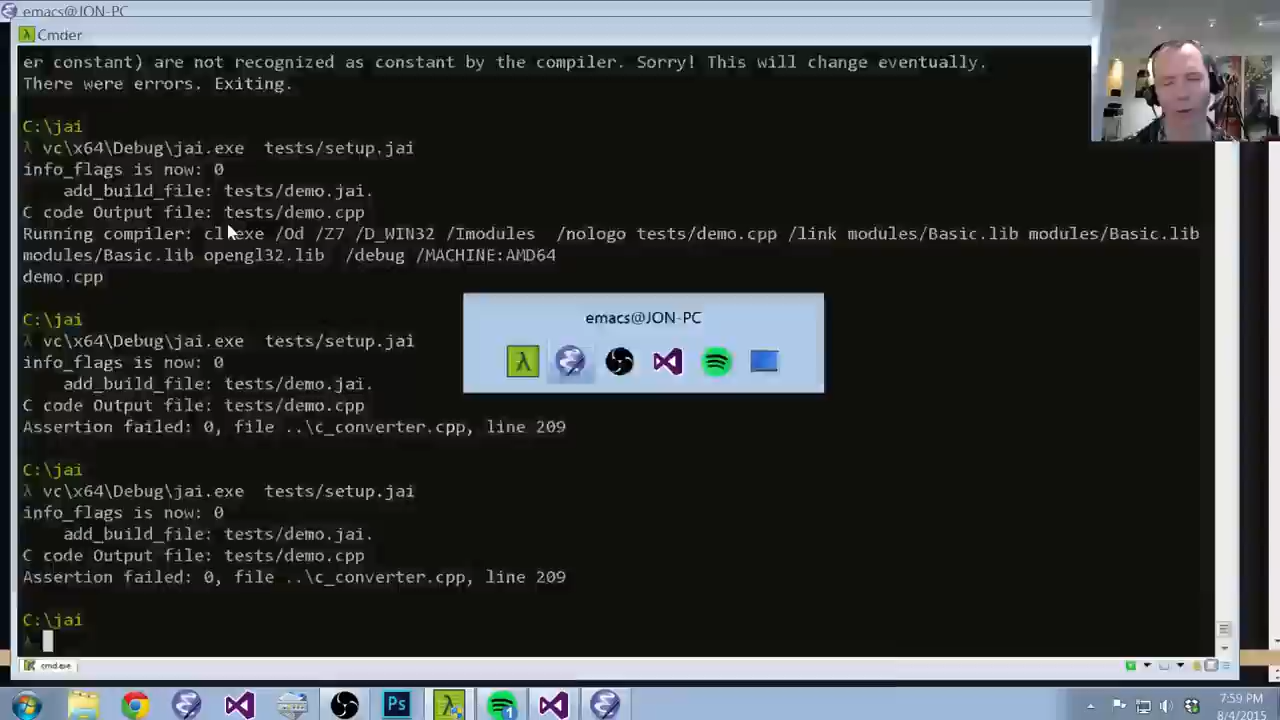 emacs@JON-PC
Cmder
er constant) are not recognized as constant by the compiler. Sorry! This will change eventually.
There were errors. Exiting.
C:\jai
λ vc\x64\Debug\jai.exe  tests/setup.jai
info_flags is now: 0
    add_build_file: tests/demo.jai.
C code Output file: tests/demo.cpp
Running compiler: cl.exe /Od /Z7 /D_WIN32 /Imodules  /nologo tests/demo.cpp /link modules/Basic.lib modules/Basic.lib
modules/Basic.lib opengl32.lib  /debug /MACHINE:AMD64
demo.cpp
emacs@JON-PC
C:\jai
λ vc\x64\Debug\jai.exe  tests/setup.jai
info_flags is now: 0
    add_build_file: tests/demo.jai.
C code Output file: tests/demo.cpp
Assertion failed: 0, file ..\c_converter.cpp, line 209
C:\jai
λ vc\x64\Debug\jai.exe  tests/setup.jai
info_flags is now: 0
    add_build_file: tests/demo.jai.
C code Output file: tests/demo.cpp
Assertion failed: 0, file ..\c_converter.cpp, line 209
C:\jai
λ
cmd.exe
Ps
1
7:59 PM
8/4/2015